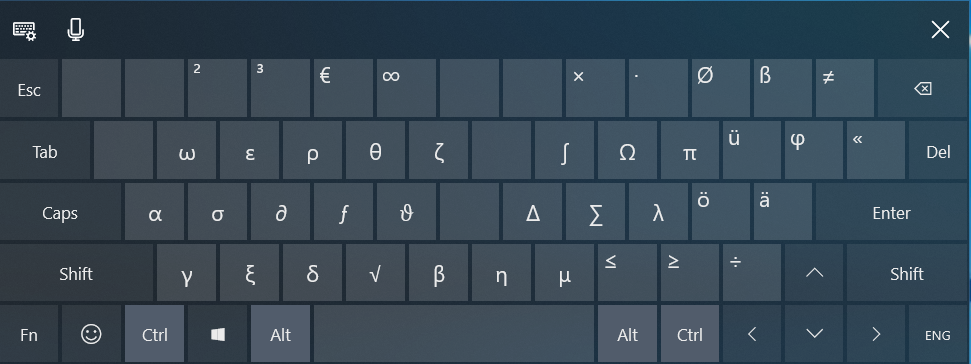 Esc ² ³ € ∞ × · Ø ß ≠
Tab ω ε ρ θ ζ ∫ Ω π ü φ « Del
Caps α σ ∂ ƒ ϑ Δ ∑ λ ö ä Enter
Shift γ ξ δ √ β η μ ≤ ≥ ÷ Shift
Fn Ctrl Alt Alt Ctrl ENG